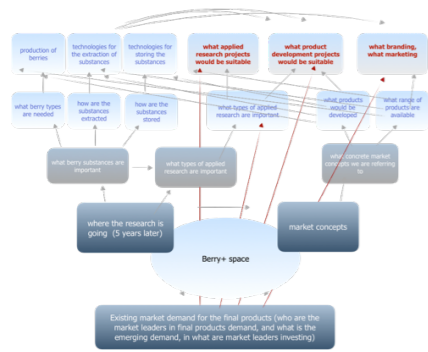 production of
berries
technologies for
the extraction of
substances
technologies for
storing the
substances
what applied
research projects
would be suitable
what product
development projects
would be suitable
what branding,
what marketing
what berry types
are needed
how are the
substances
extracted
how are the
substances
stored
what types of applied
research are important
what products
would be
developed
what range of
products are
available
what berry substances are
important
what types of applied
research are important
what concrete market
concepts we are referring
to
where the research is
going (5 years later)
market concepts
Berry+ space
Existing market demand for the final products (who are the
market leaders in final products demand, and what is the
emerging demand, in what are market leaders investing)